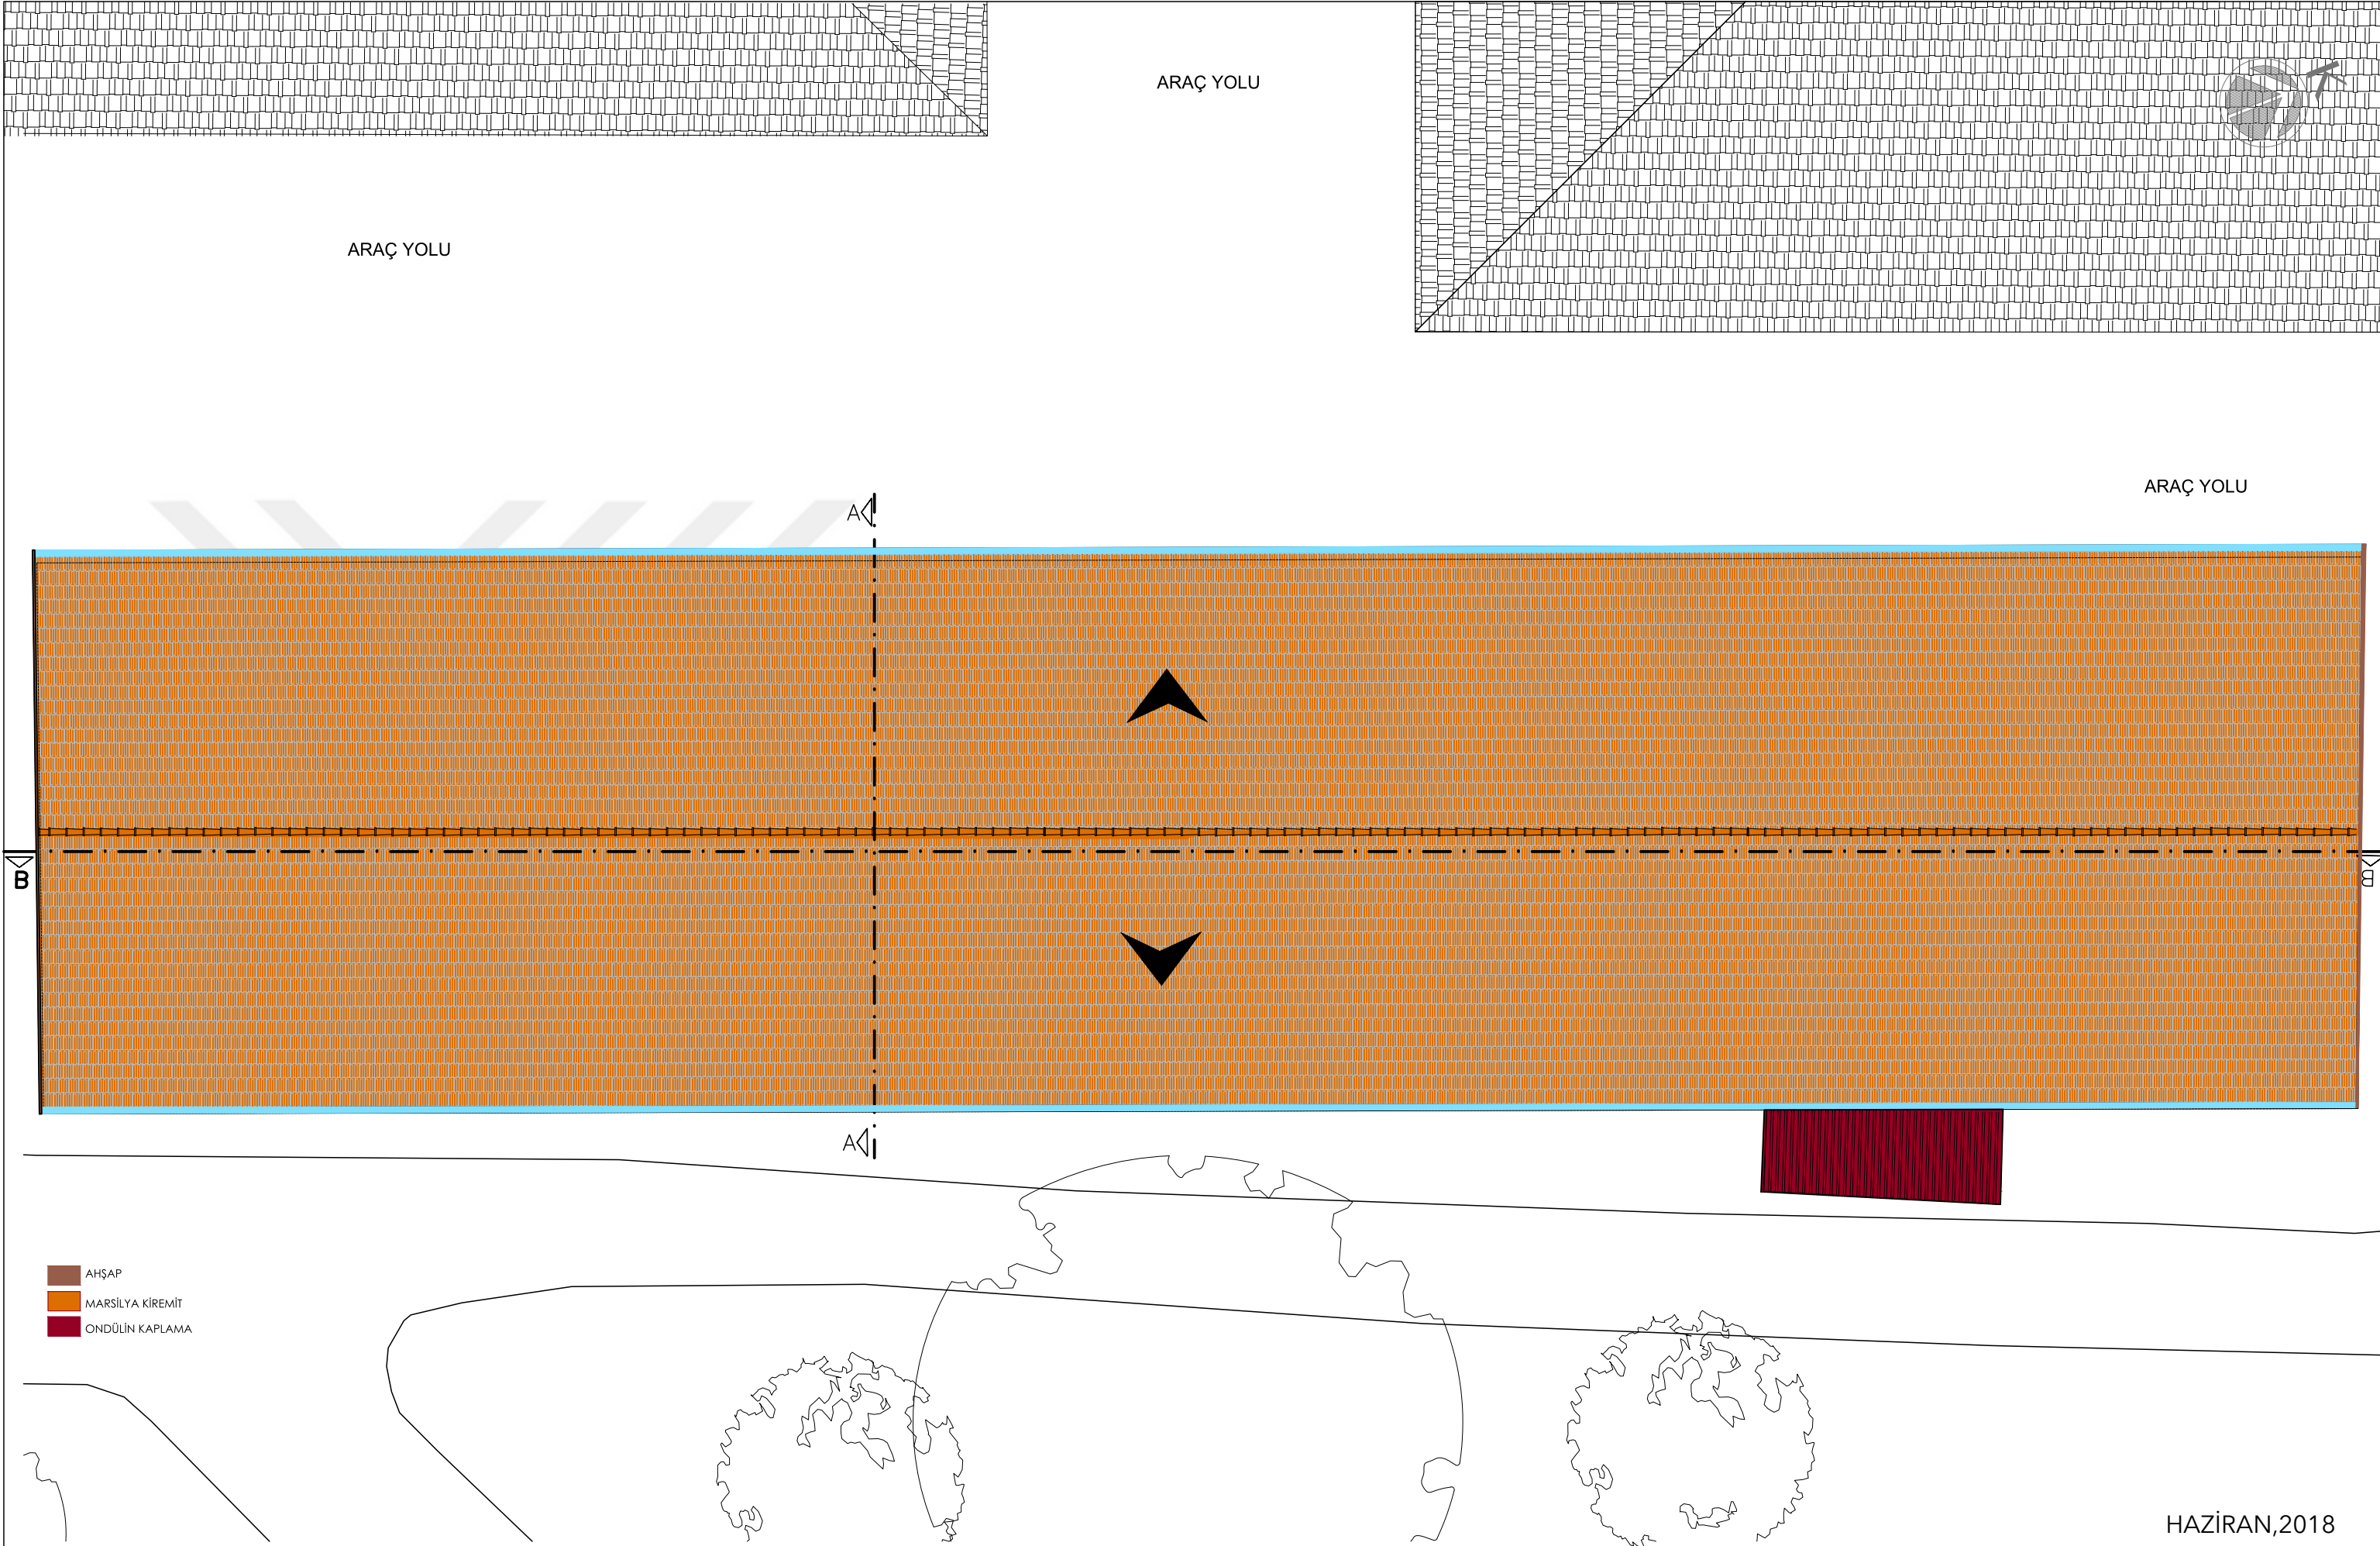 ARAÇ YOLU
ARAÇ YOLU
ARAÇ YOLU
A
B
B
A
AHŞAP
MARSİLYA KİREMİT
ONDÜLİN KAPLAMA
HAZİRAN,2018